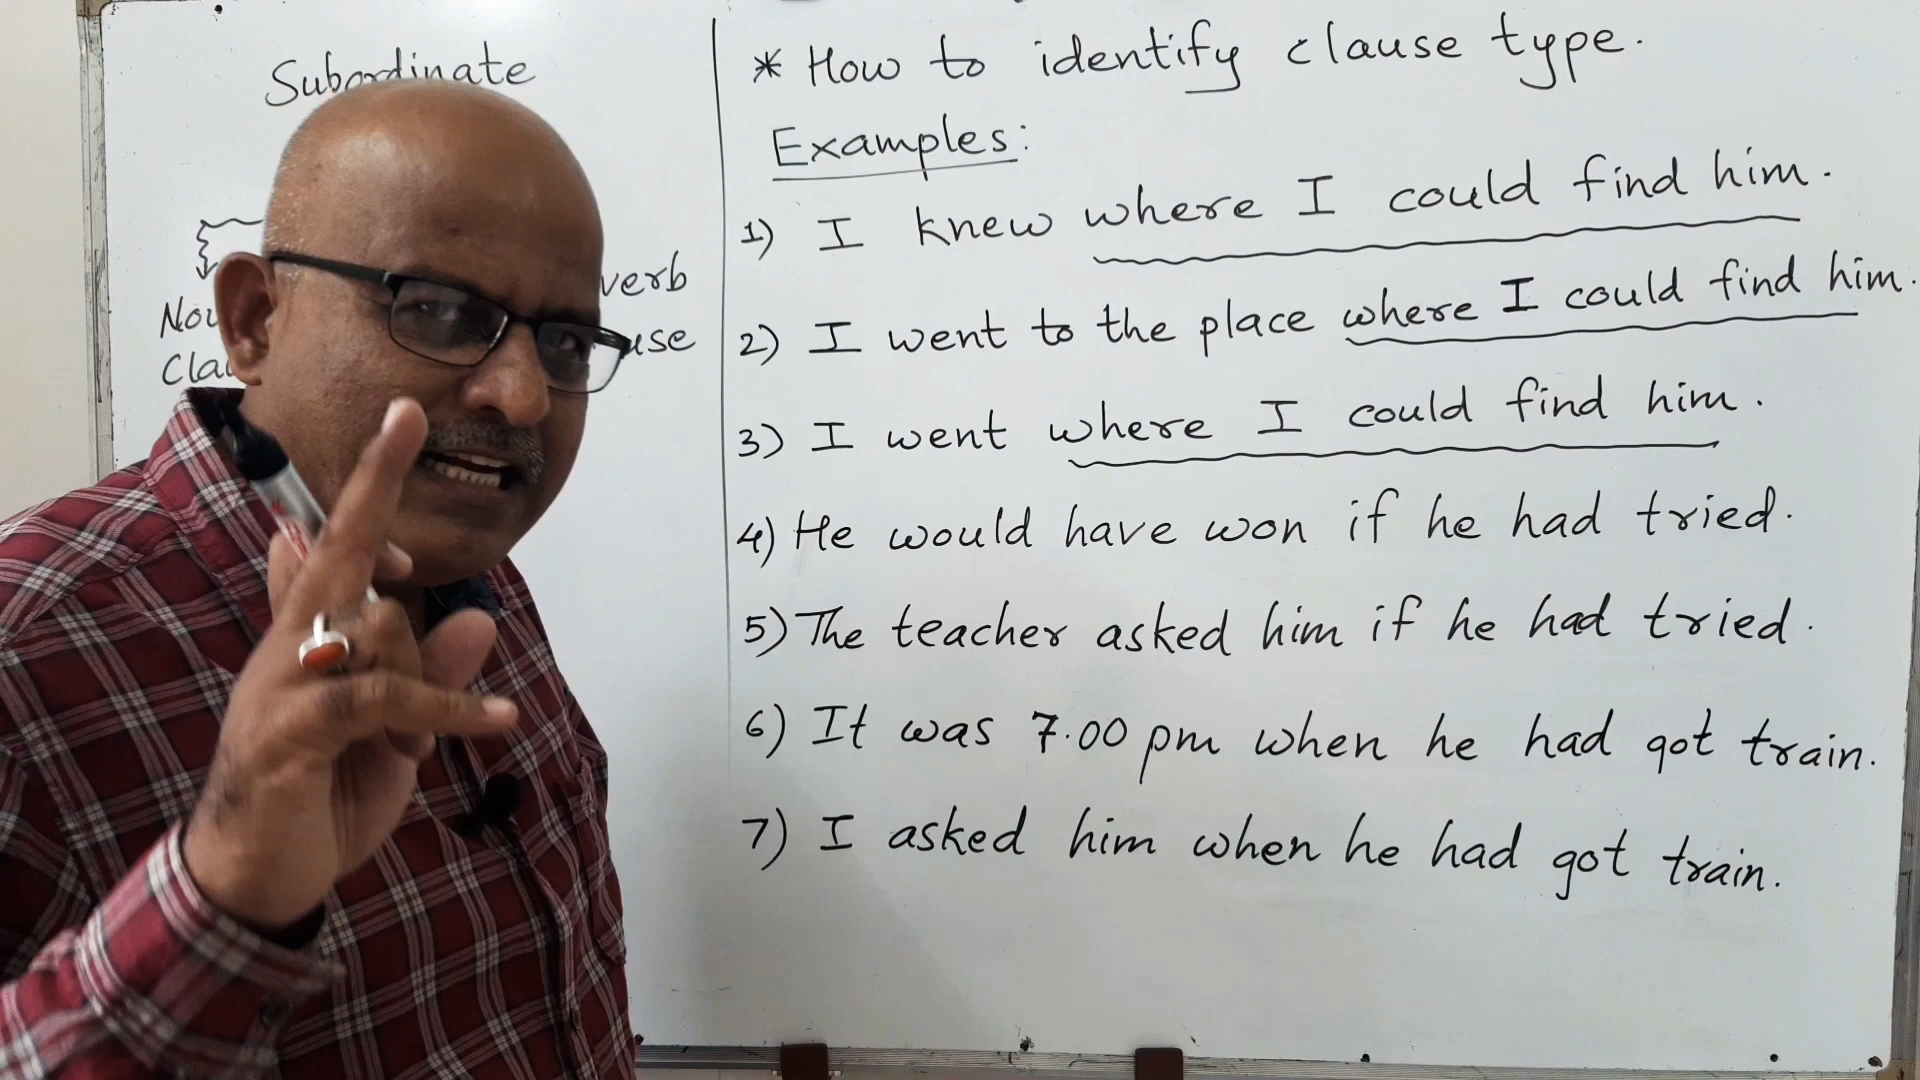 Subordinate
verb
* How to identify clause type.
Examples:
1) I knew where I could find him.
2) I went to the place where I could find him.
3) I went where I could find him.
4) He would have won if he had tried.
5) The teacher asked him if he had tried.
6) It was 7.00 pm when he had got train.
7) I asked him when he had got train.